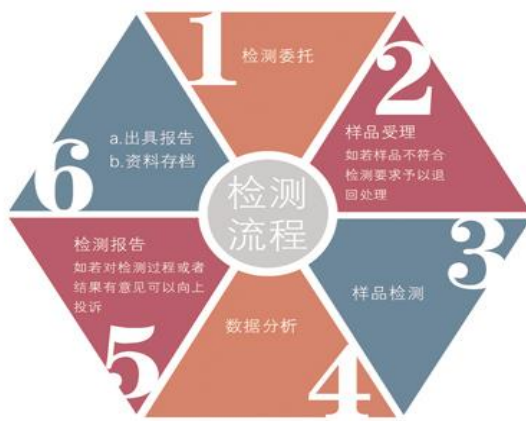 检测流程
1
检测委托
2
样品受理
如若样品不符合
检测要求予以退
回处理
3
样品检测
4
数据分析
5
检测报告
如若对检测过程或者
结果有意见可以向上
投诉
6
a.出具报告
b.资料存档